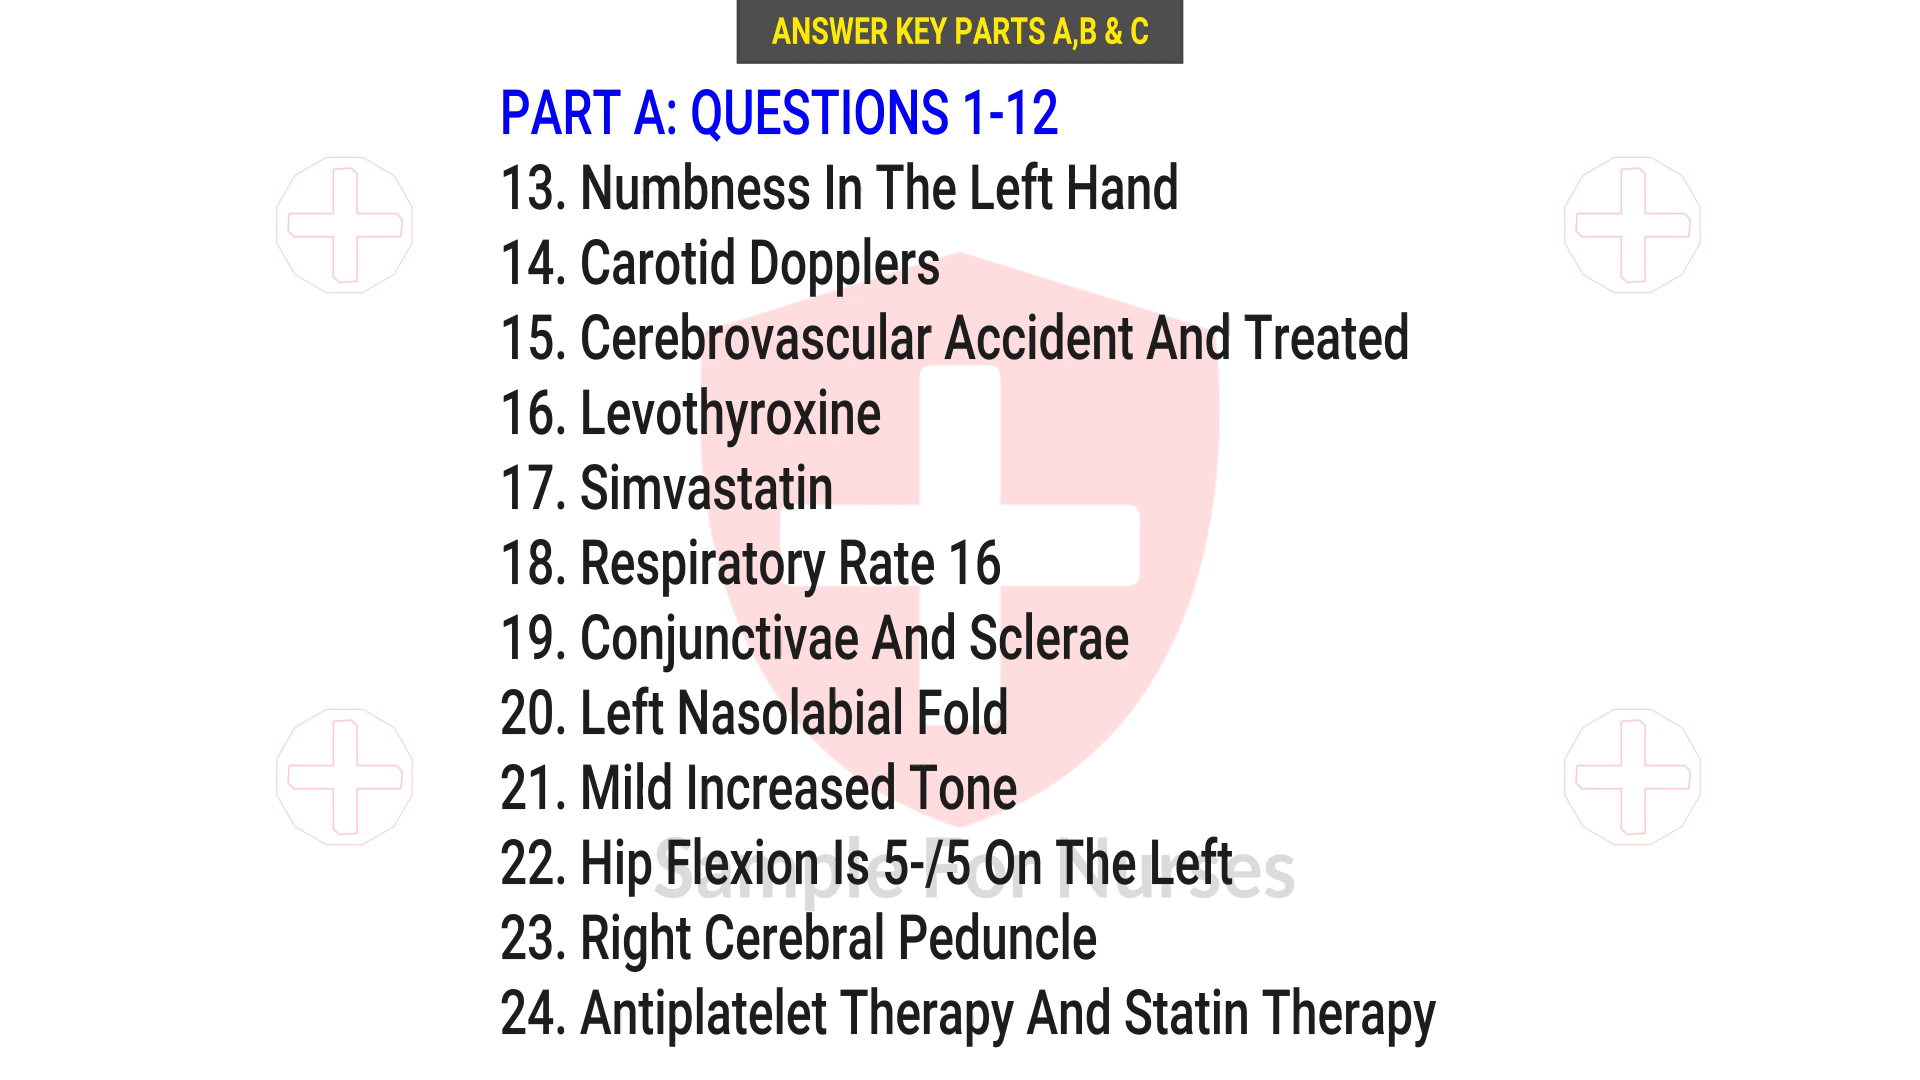 ANSWER KEY PARTS A,B & C
PART A: QUESTIONS 1-12
13. Numbness In The Left Hand
14. Carotid Dopplers
15. Cerebrovascular Accident And Treated
16. Levothyroxine
17. Simvastatin
18. Respiratory Rate 16
19. Conjunctivae And Sclerae
20. Left Nasolabial Fold
21. Mild Increased Tone
22. Hip Flexion Is 5-/5 On The Left
Sample For Nurses
23. Right Cerebral Peduncle
24. Antiplatelet Therapy And Statin Therapy